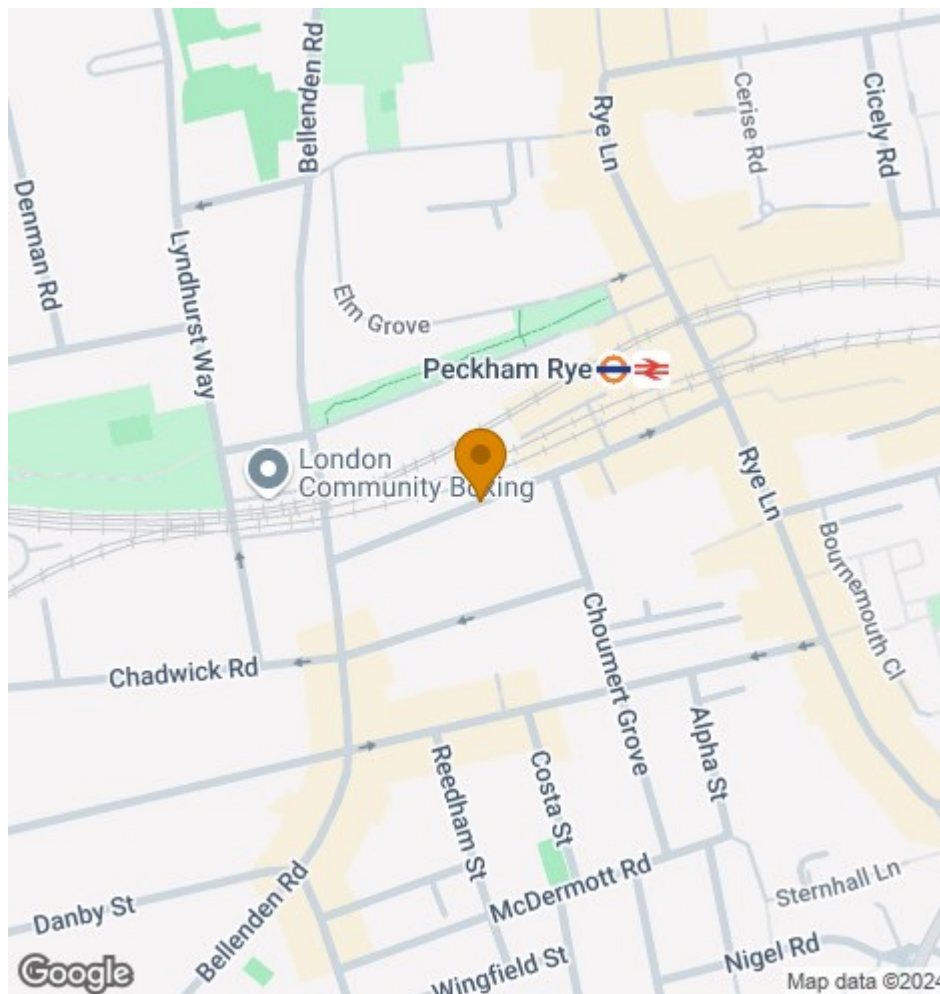 Bellenden Rd
Rye Ln
Cerise Rd
Cicely Rd
Denman Rd
Lyndhurst Way
Elm Grove
Peckham Rye
London
Community Boxing
Rye Ln
Bournemouth Cl
Choumert Grove
Chadwick Rd
Alpha St
Reedham St
Costa St
McDermott Rd
Sternhall Ln
Danby St
Bellenden Rd
Wingfield St
Nigel Rd
Google
Map data ©2024